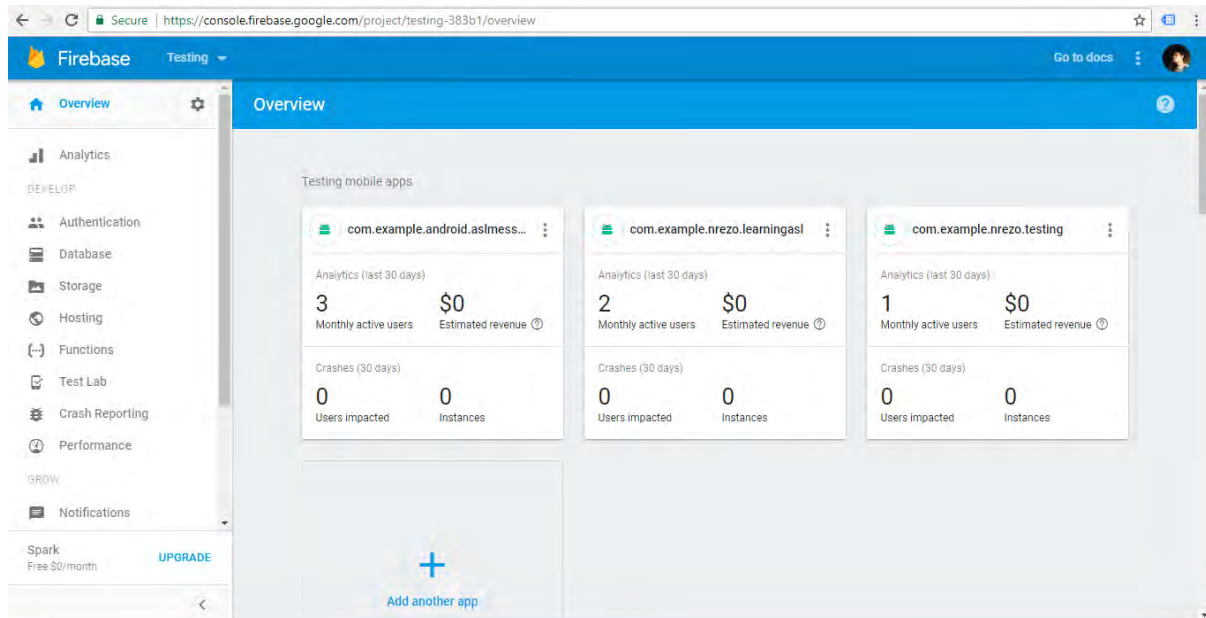 Secure | https://console.firebase.google.com/project/testing-383b1/overview
Firebase Testing Go to docs
Overview
Overview
Analytics
DEVELOP
Authentication
Database
Storage
Hosting
Functions
Test Lab
Crash Reporting
Performance
GROW
Notifications
Spark
Free $0/month
UPGRADE
Testing mobile apps
com.example.android.aslmess...
Analytics (last 30 days)
3 $0
Monthly active users Estimated revenue
Crashes (30 days)
0 0
Users impacted Instances
com.example.nrezo.learningasl
Analytics (last 30 days)
2 $0
Monthly active users Estimated revenue
Crashes (30 days)
0 0
Users impacted Instances
com.example.nrezo.testing
Analytics (last 30 days)
1 $0
Monthly active users Estimated revenue
Crashes (30 days)
0 0
Users impacted Instances
Add another app